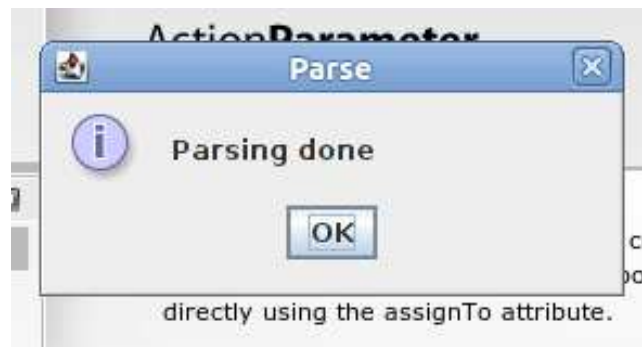 ActionParameter
Parse
Parsing done
OK
directly using the assignTo attribute.